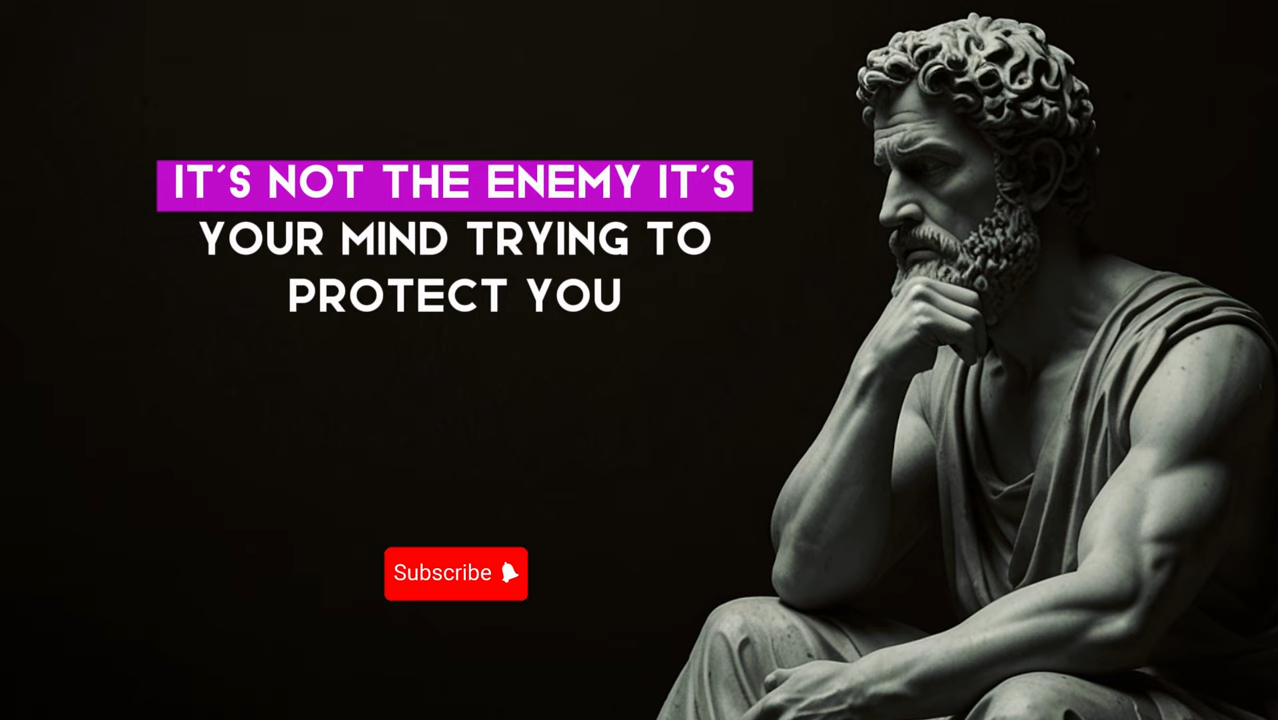 IT´S NOT THE ENEMY IT´S
YOUR MIND TRYING TO
PROTECT YOU
Subscribe